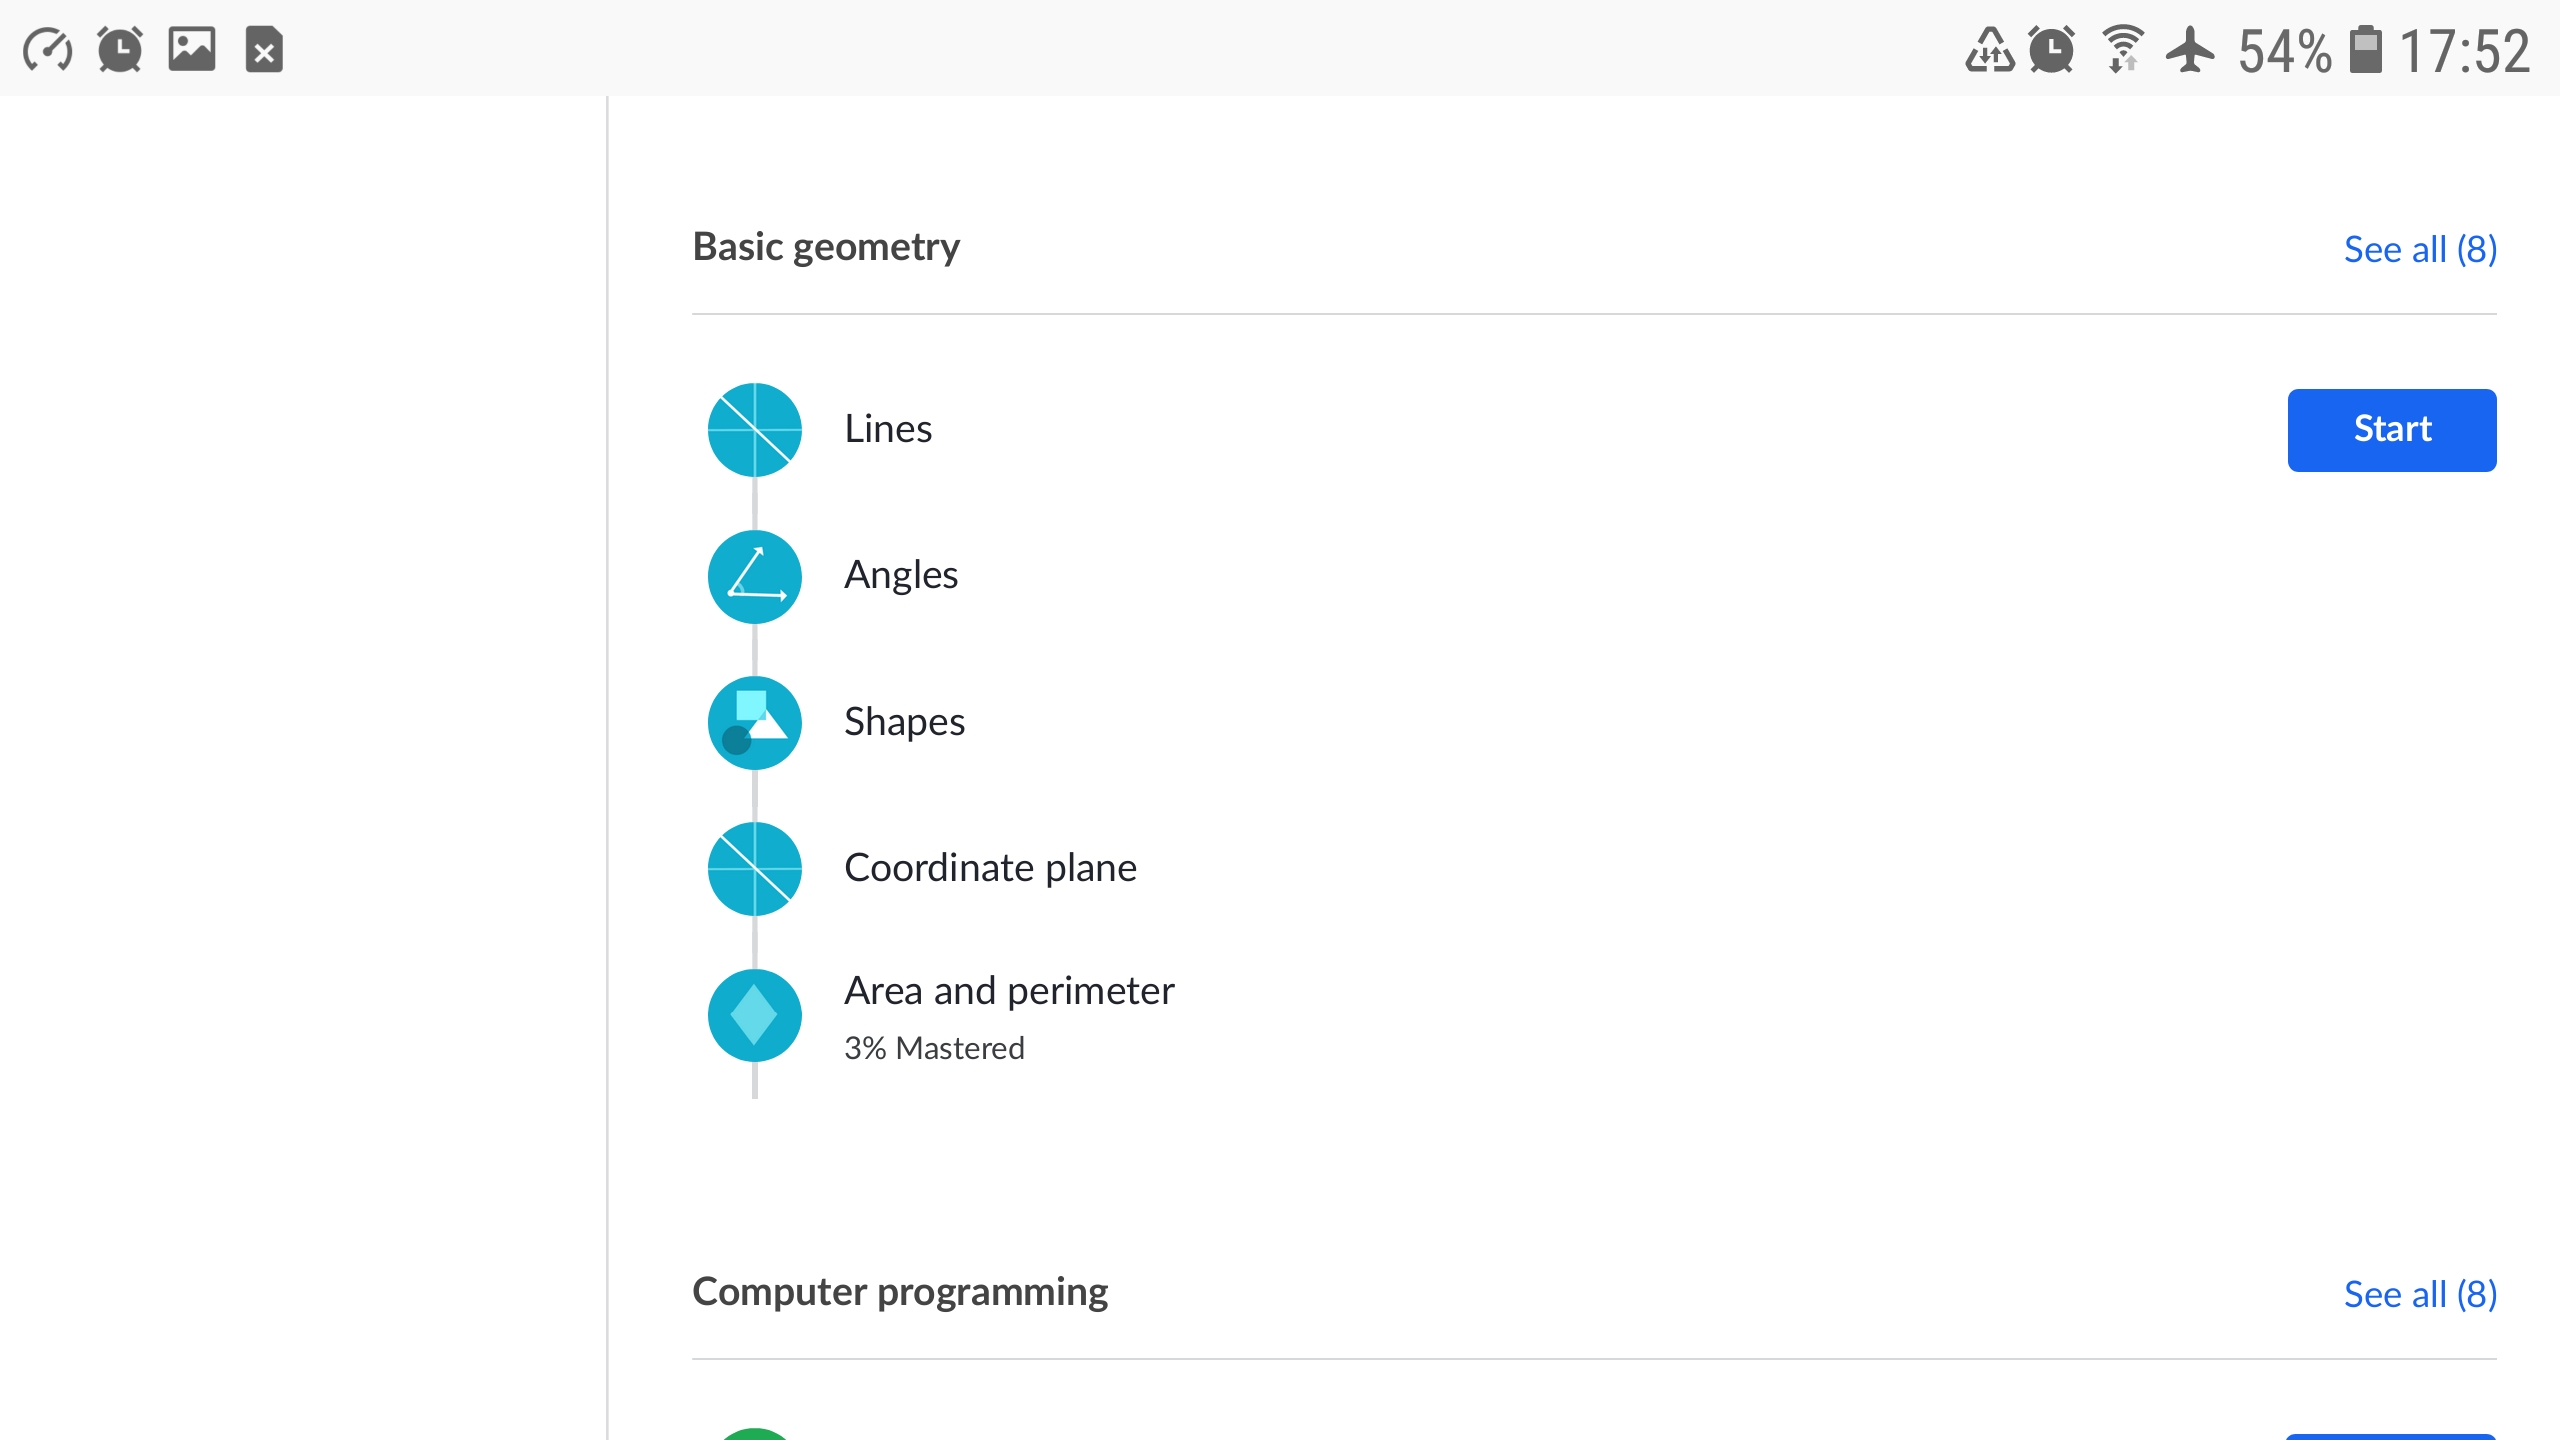 54% 17:52
Basic geometry See all (8)
Lines Start
Angles
Shapes
Coordinate plane
Area and perimeter
3% Mastered
Computer programming See all (8)